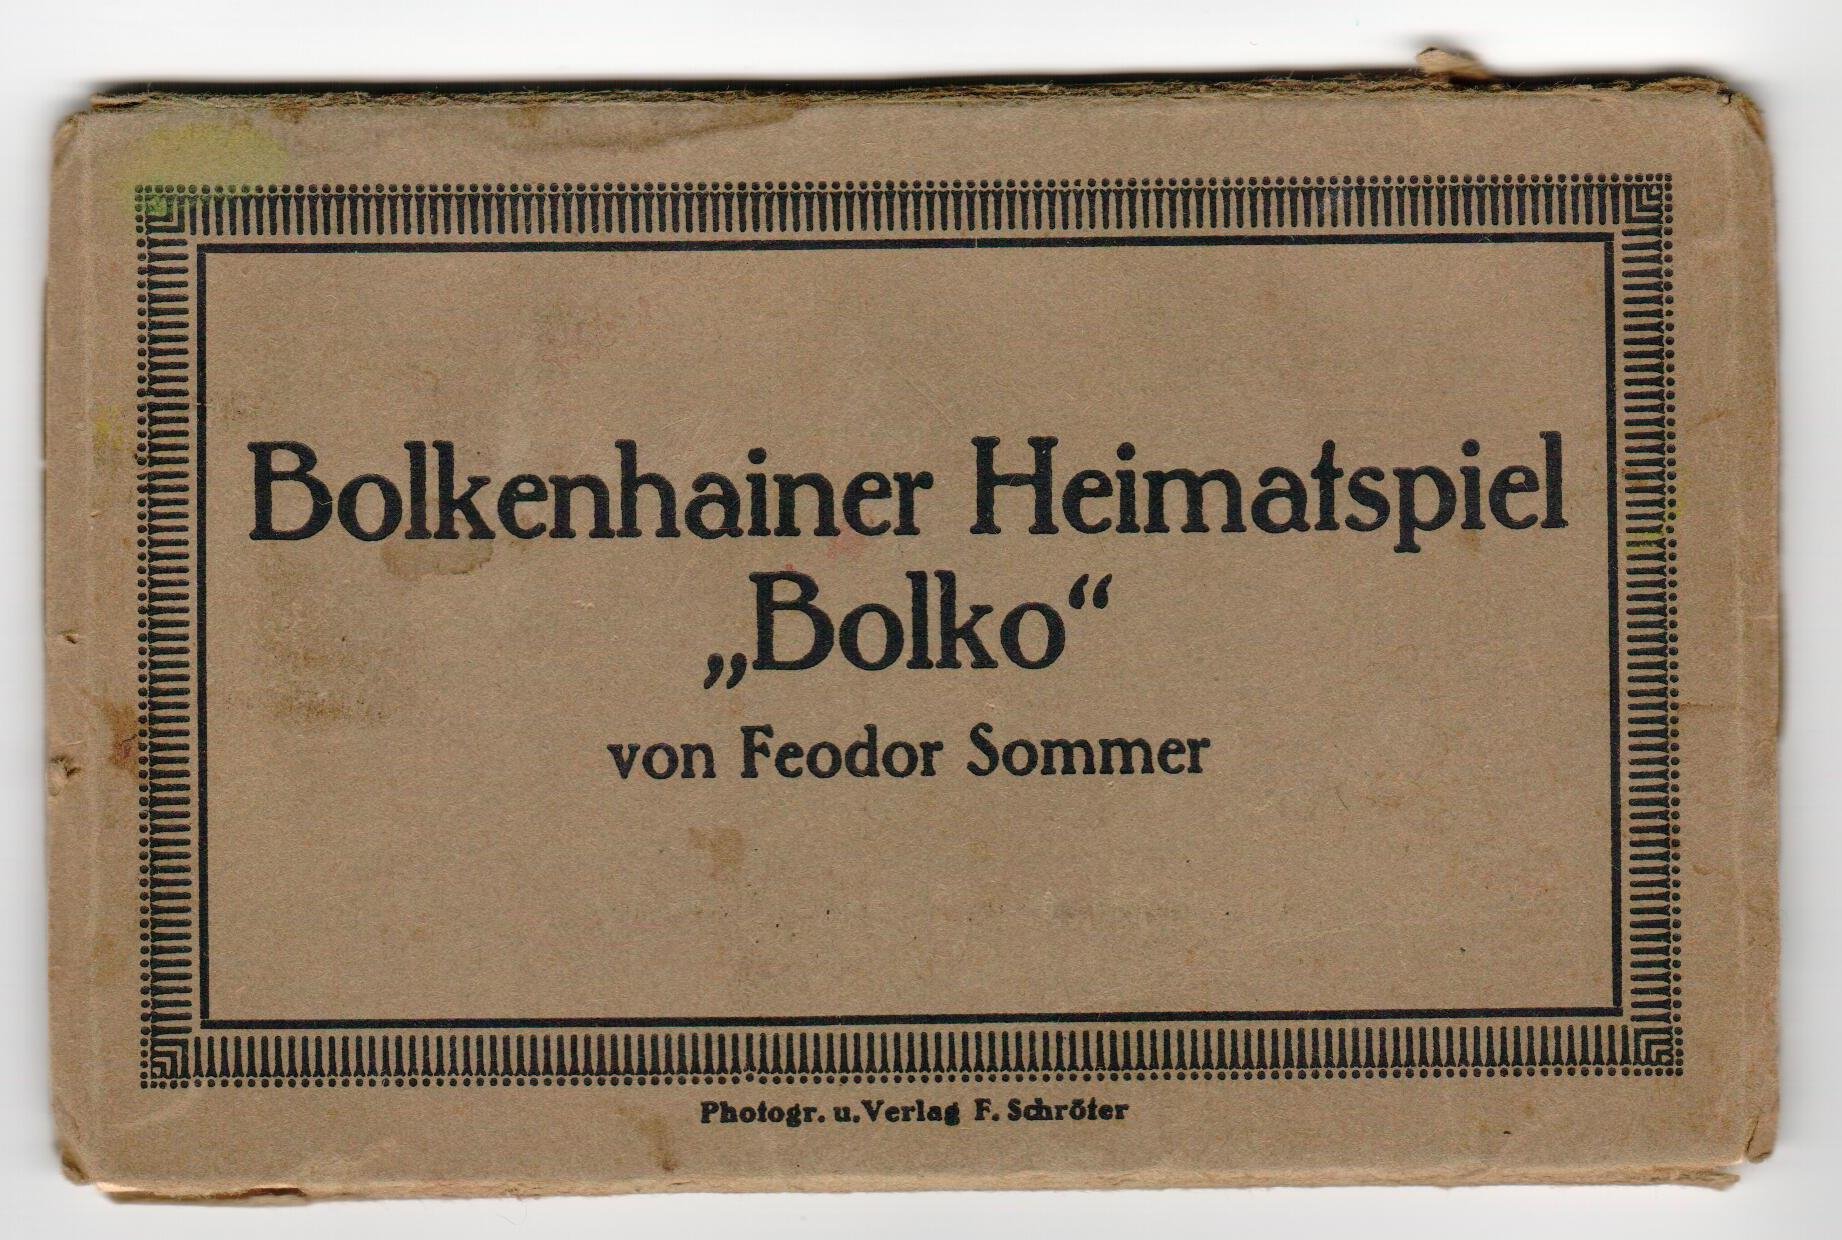 Bolkenhainer Heimatspiel
„Bolko“
von Feodor Sommer
Photogr. u. Verlag F. Schröter